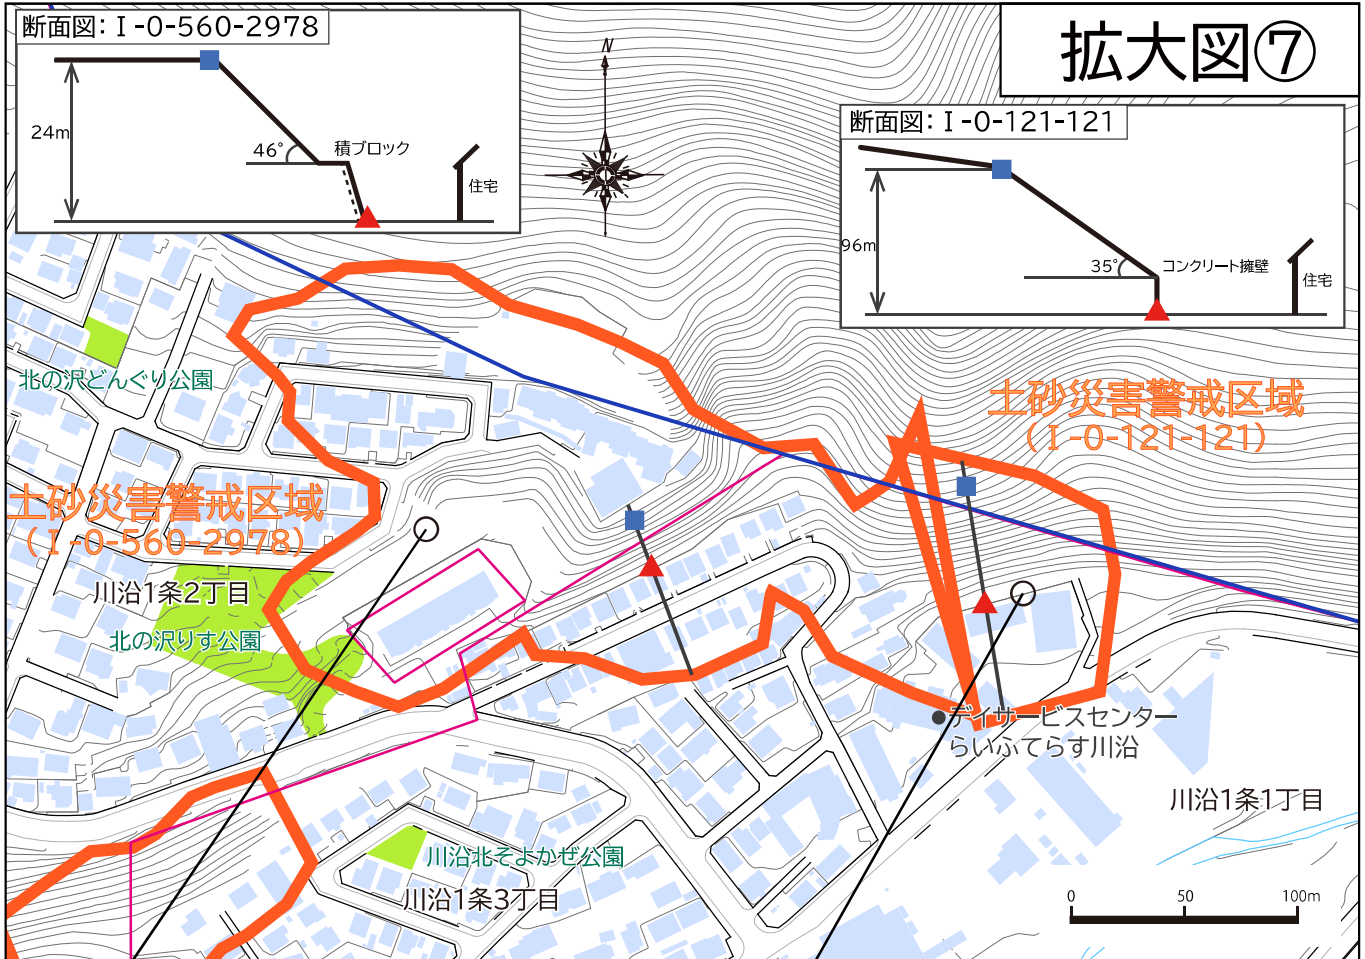 断面図：Ⅰ-0-560-2978
24m
46°
積ブロック
住宅
N
拡大図⑦
断面図：Ⅰ-0-121-121
96m
35°
コンクリート擁壁
住宅
北の沢どんぐり公園
土砂災害警戒区域
（Ⅰ-0-121-121）
土砂災害警戒区域
（Ⅰ-0-560-2978）
川沿1条2丁目
北の沢りす公園
デイサービスセンター
らいふてらす川沿
川沿1条1丁目
川沿北そよかぜ公園
川沿1条3丁目
0 50 100m